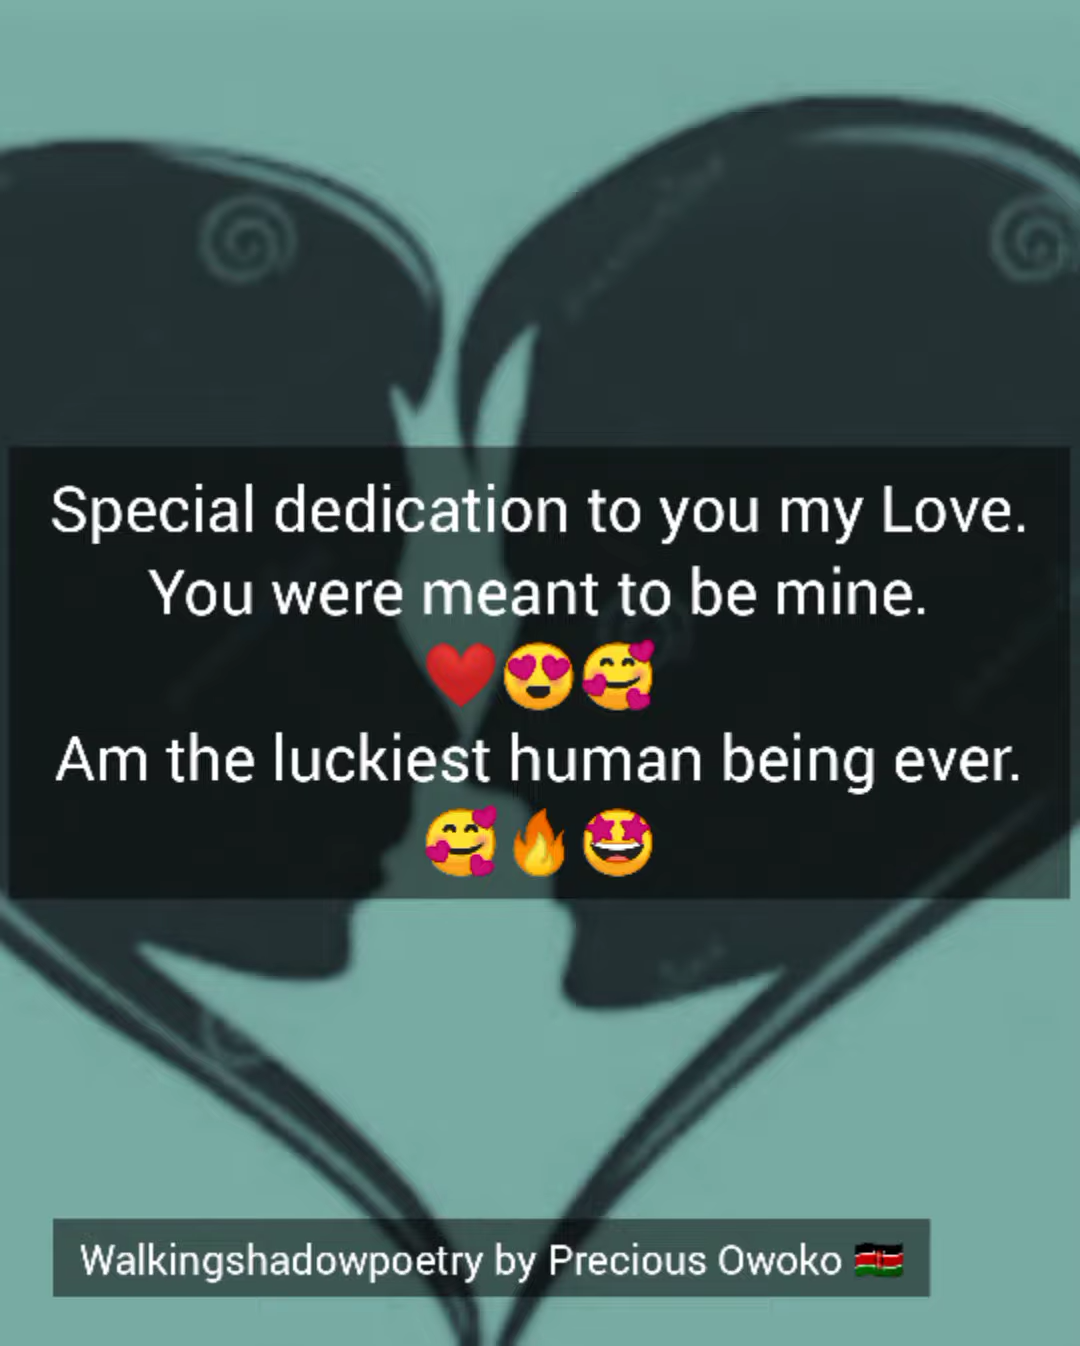 Special dedication to you my Love.
You were meant to be mine.
❤️😍🥰
Am the luckiest human being ever.
🥰🔥🤩
Walkingshadowpoetry by Precious Owoko 🇰🇪